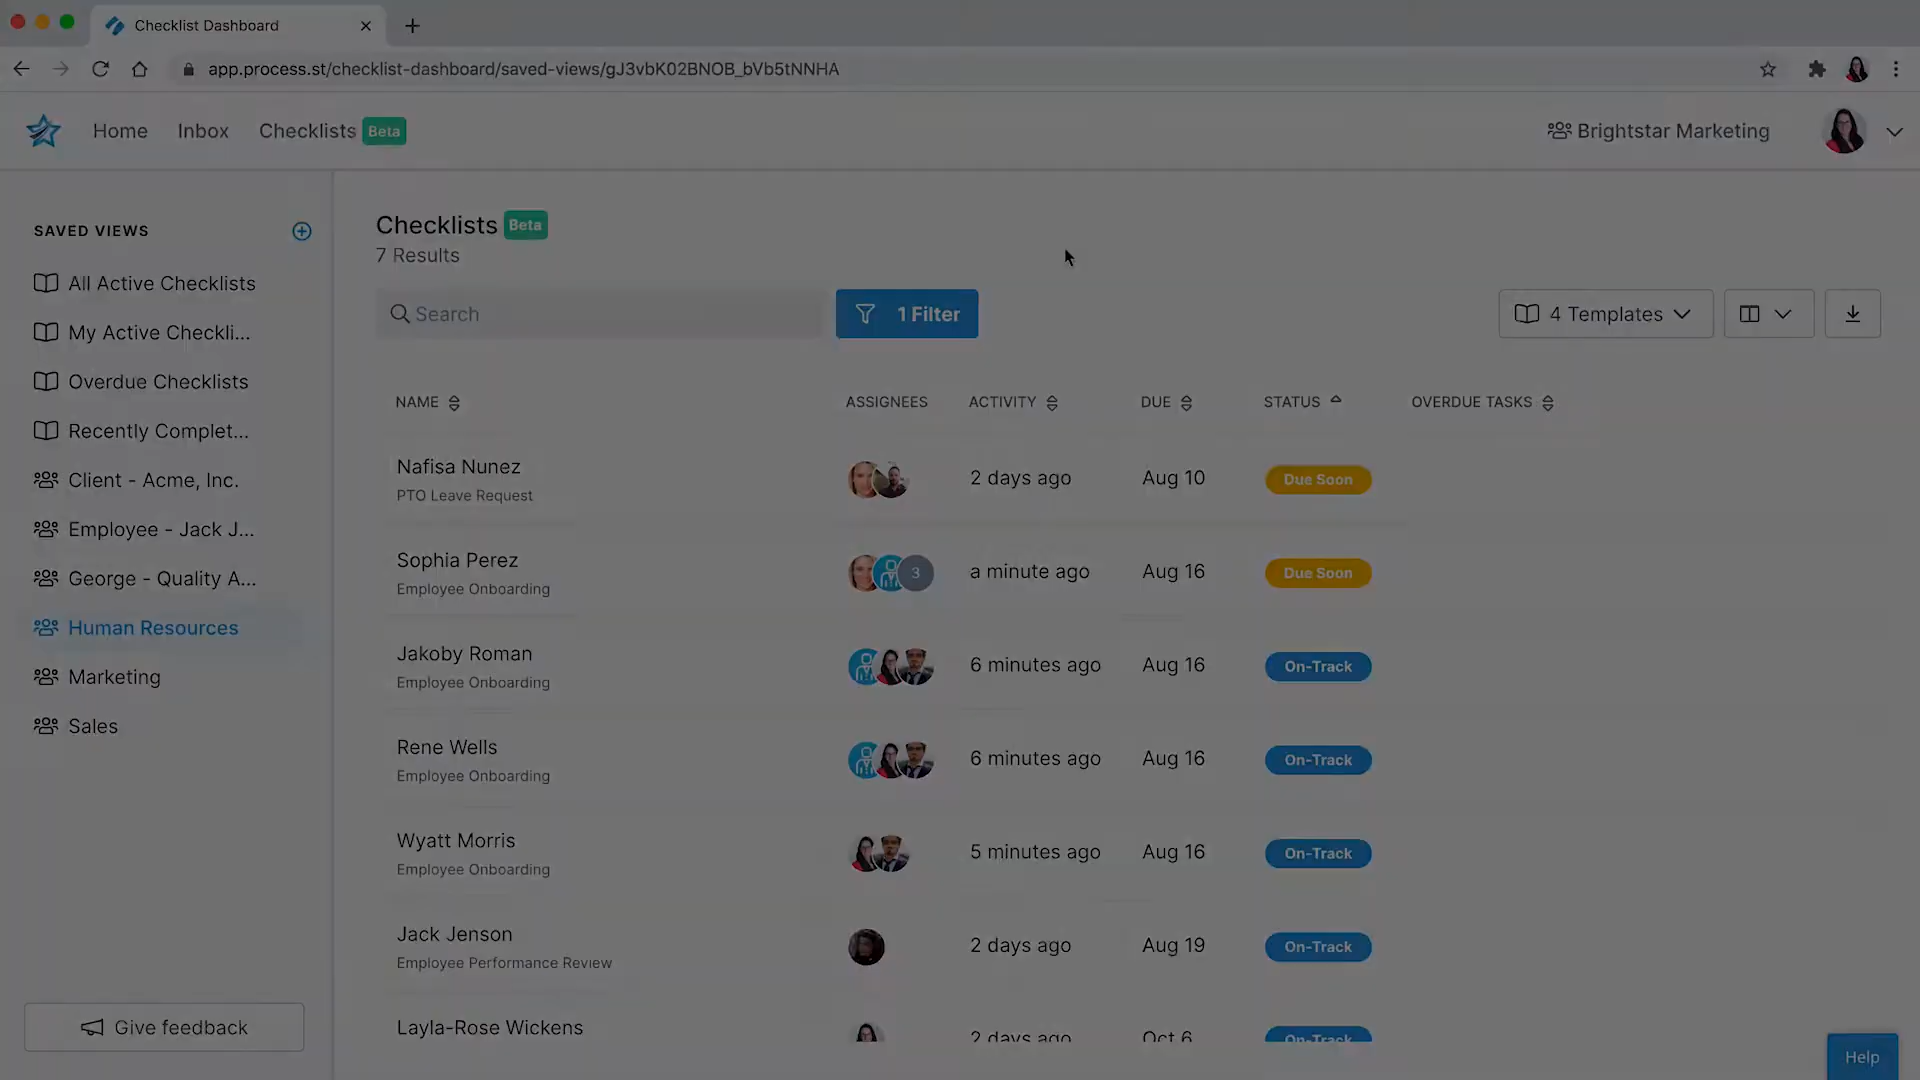 Checklist Dashboard
app.process.st/checklist-dashboard/saved-views/gJ3vbK02BNOB_bVb5tNNHA
Home Inbox Checklists Beta Brightstar Marketing
SAVED VIEWS
All Active Checklists
My Active Checkli...
Overdue Checklists
Recently Complet...
Client - Acme, Inc.
Employee - Jack J...
George - Quality A...
Human Resources
Marketing
Sales
Give feedback
Checklists Beta
7 Results
Search 1 Filter 4 Templates
NAME ASSIGNEES ACTIVITY DUE STATUS OVERDUE TASKS
Nafisa Nunez 2 days ago Aug 10 Due Soon
PTO Leave Request
Sophia Perez 3 a minute ago Aug 16 Due Soon
Employee Onboarding
Jakoby Roman 6 minutes ago Aug 16 On-Track
Employee Onboarding
Rene Wells 6 minutes ago Aug 16 On-Track
Employee Onboarding
Wyatt Morris 5 minutes ago Aug 16 On-Track
Employee Onboarding
Jack Jenson 2 days ago Aug 19 On-Track
Employee Performance Review
Layla-Rose Wickens 2 days ago Oct 6 On-Track
Help